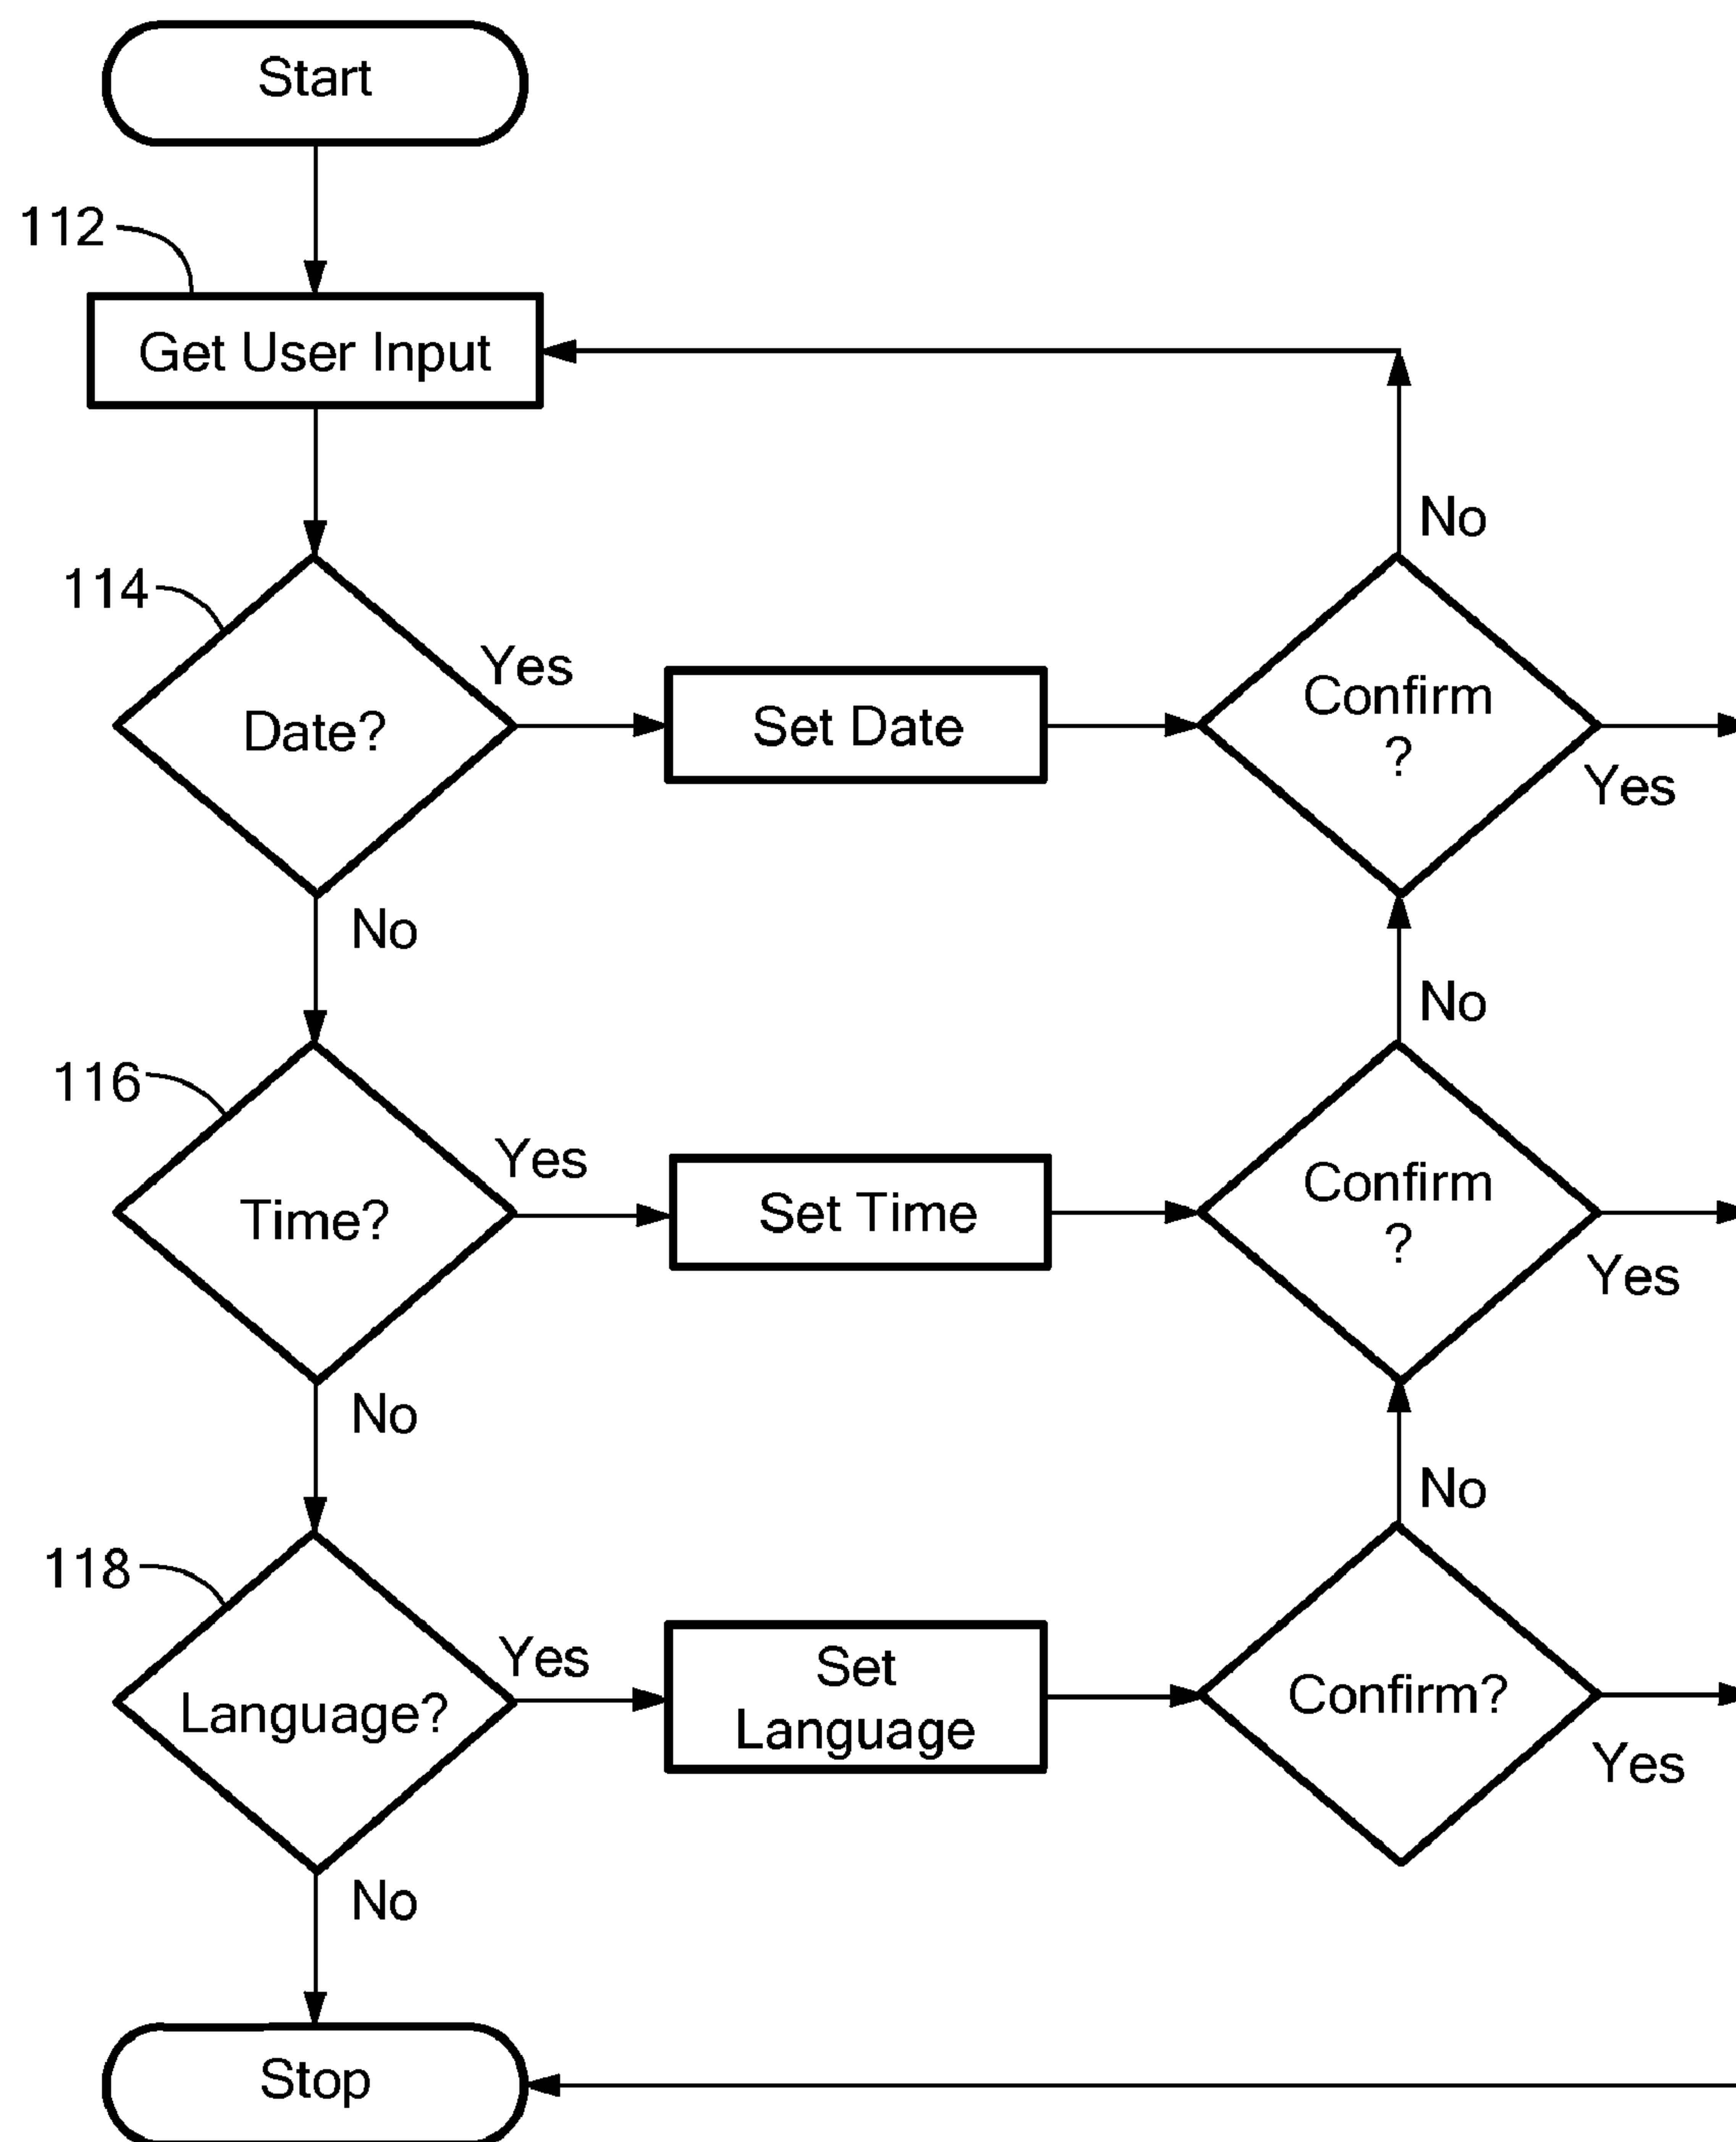 Start
112
Get User Input
No
114
Yes
Date?
Set Date
Confirm
?
Yes
No
No
116
Yes
Time?
Set Time
Confirm
?
Yes
No
No
118
Yes
Language?
Set
Language
Confirm?
Yes
No
Stop